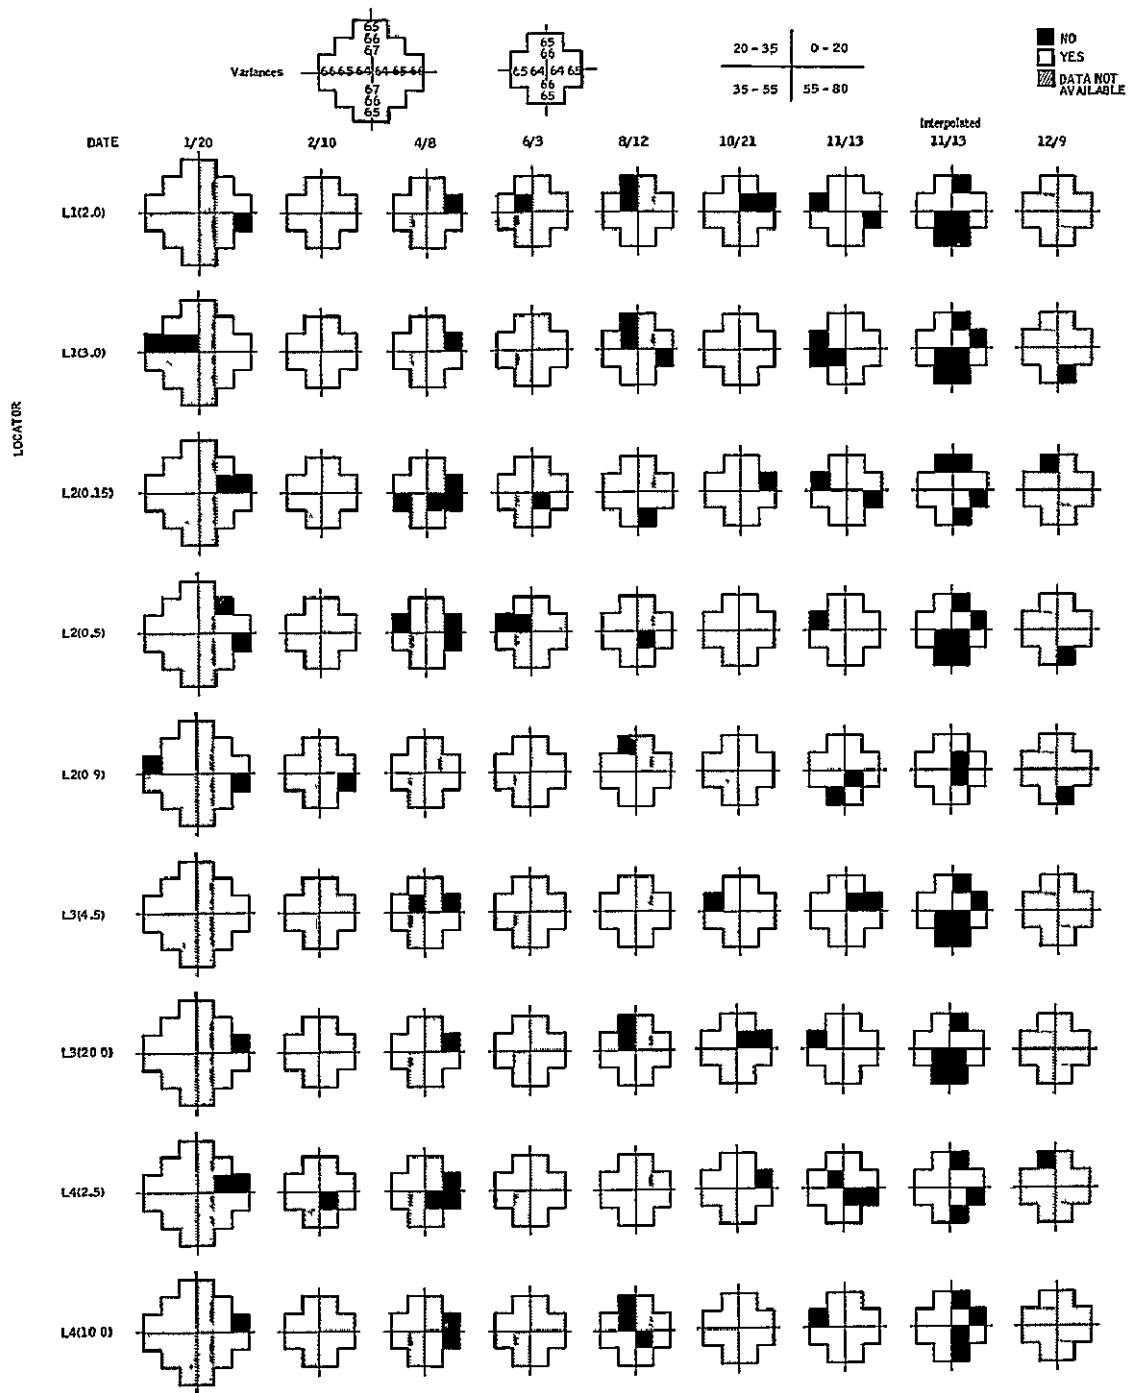 65
66
67
Variances 66 65 64 64 65 66
67
66
65
65
66
65 64 64 65
66
65
20 - 35 0 - 20
35 - 55 55 - 80
NO
YES
DATA NOT
AVAILABLE
Interpolated
DATE 1/20 2/10 4/8 6/3 8/12 10/21 11/13 11/13 12/9
LOCATOR
L1(2.0)
L1(3.0)
L2(0.15)
L2(0.5)
L2(0 9)
L3(4.5)
L3(20 0)
L4(2.5)
L4(10 0)